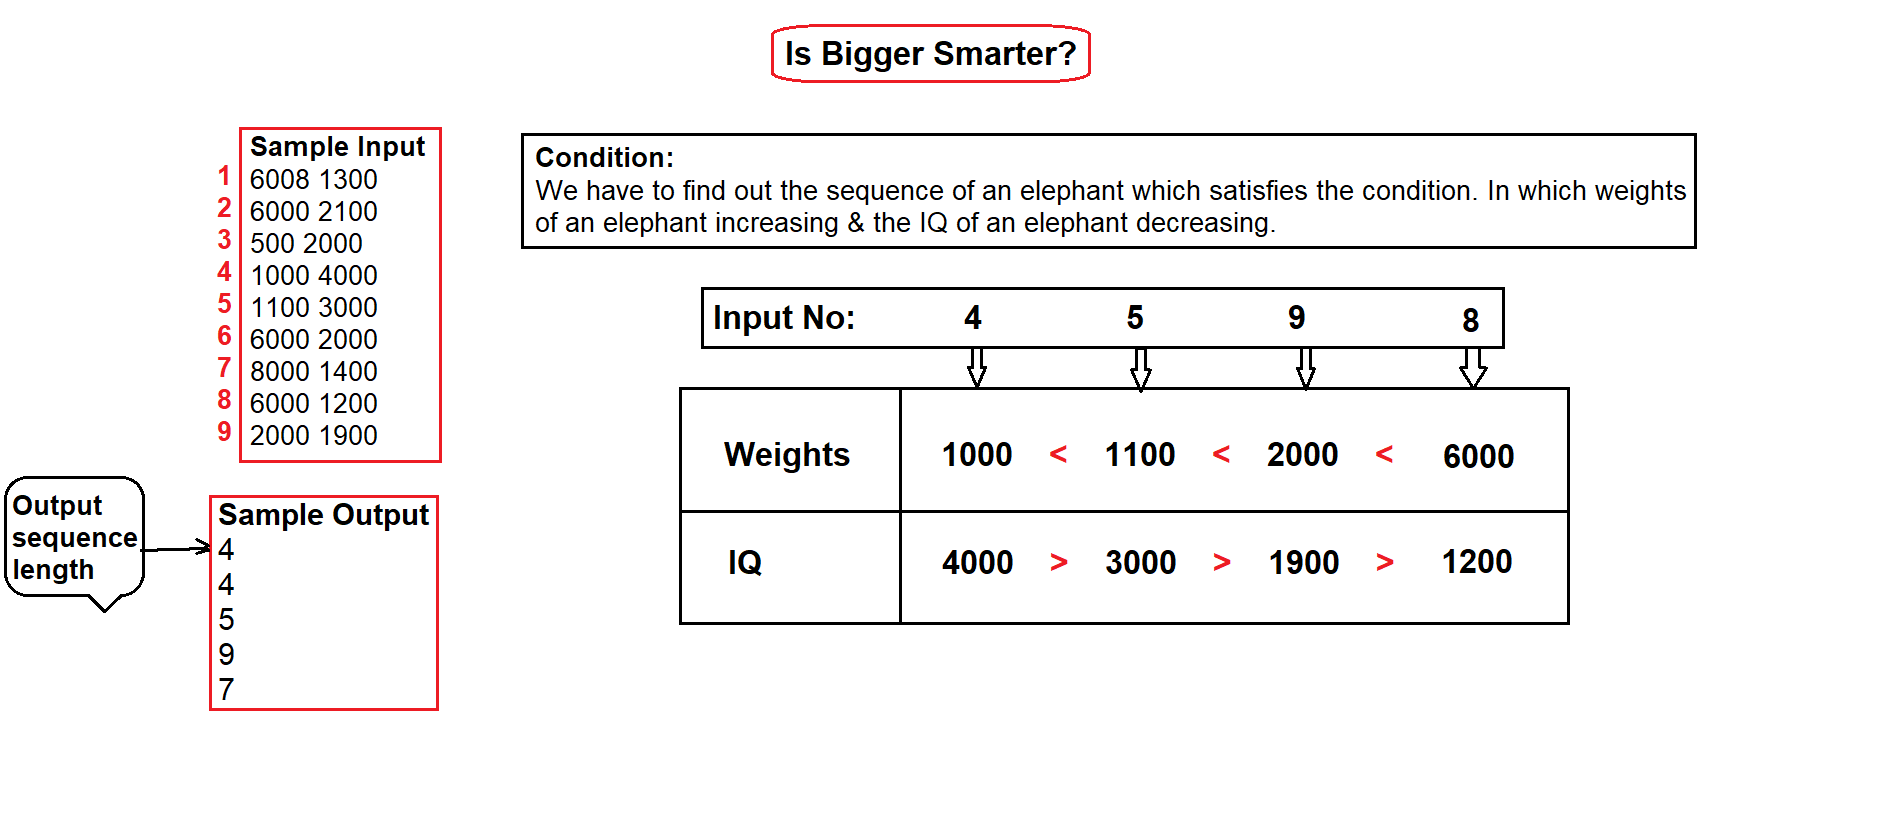 Is Bigger Smarter?
Sample Input
1 6008 1300
2 6000 2100
3 500 2000
4 1000 4000
5 1100 3000
6 6000 2000
7 8000 1400
8 6000 1200
9 2000 1900
Condition:
We have to find out the sequence of an elephant which satisfies the condition. In which weights
of an elephant increasing & the IQ of an elephant decreasing.
Input No: 4 5 9 8
Weights 1000 < 1100 < 2000 < 6000
IQ 4000 > 3000 > 1900 > 1200
Output
sequence
length
Sample Output
4
4
5
9
7